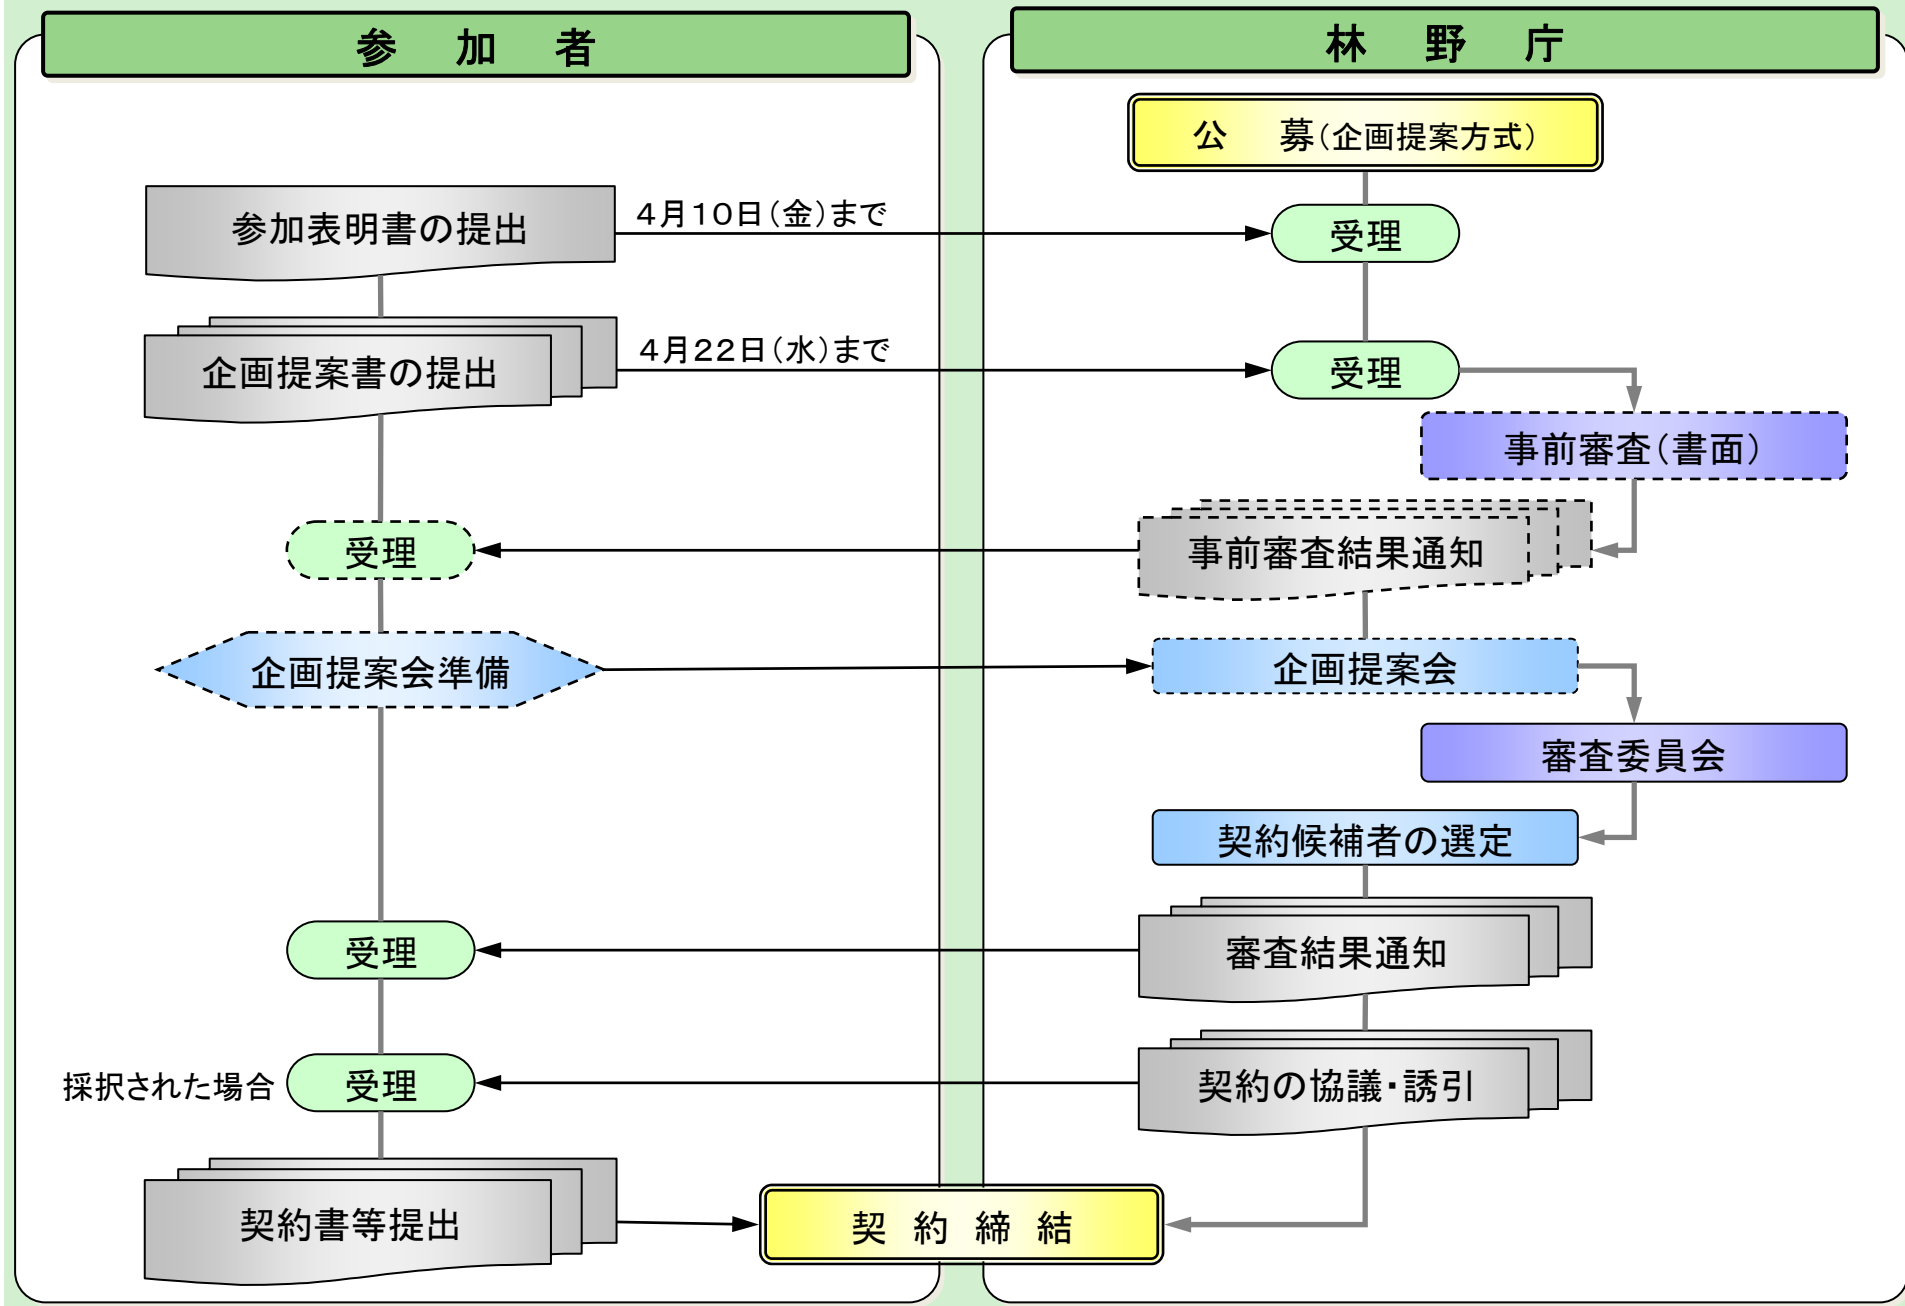 参　加　者
林　野　庁
公　募（企画提案方式）
参加表明書の提出
４月１０日（金）まで
受理
企画提案書の提出
４月２２日（水）まで
受理
事前審査（書面）
受理
事前審査結果通知
企画提案会準備
企画提案会
審査委員会
契約候補者の選定
受理
審査結果通知
採択された場合
受理
契約の協議・誘引
契約書等提出
契　約　締　結